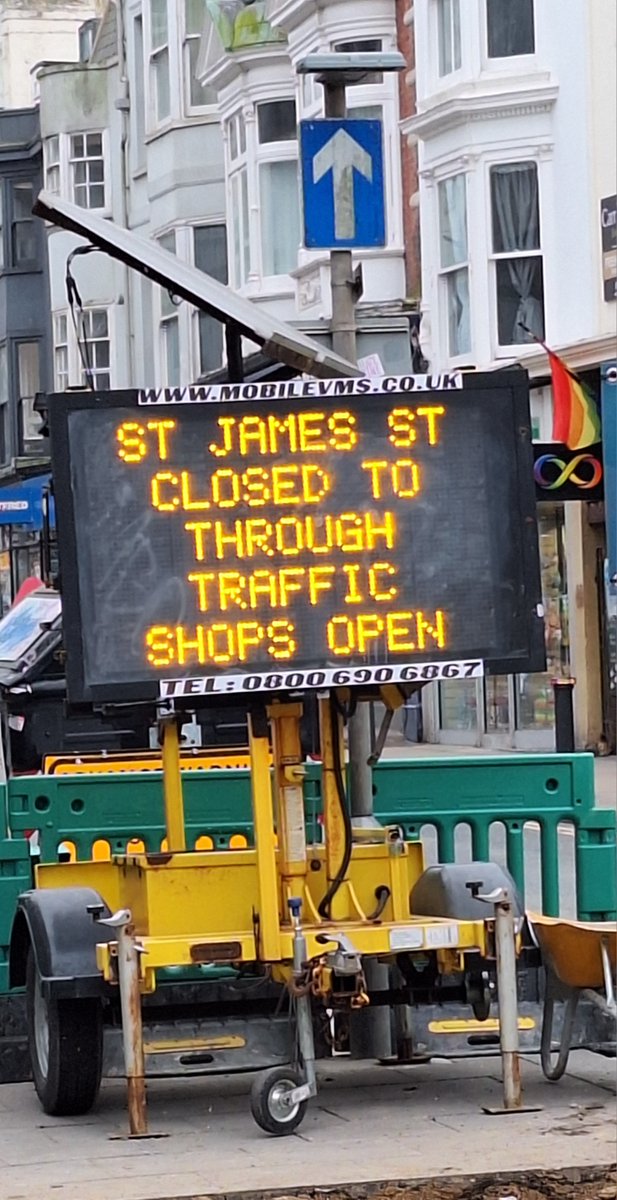 WWW.MOBILEVMS.CO.UK
ST JAMES ST
CLOSED TO
THROUGH
TRAFFIC
SHOPS OPEN
TEL: 0800 690 6867